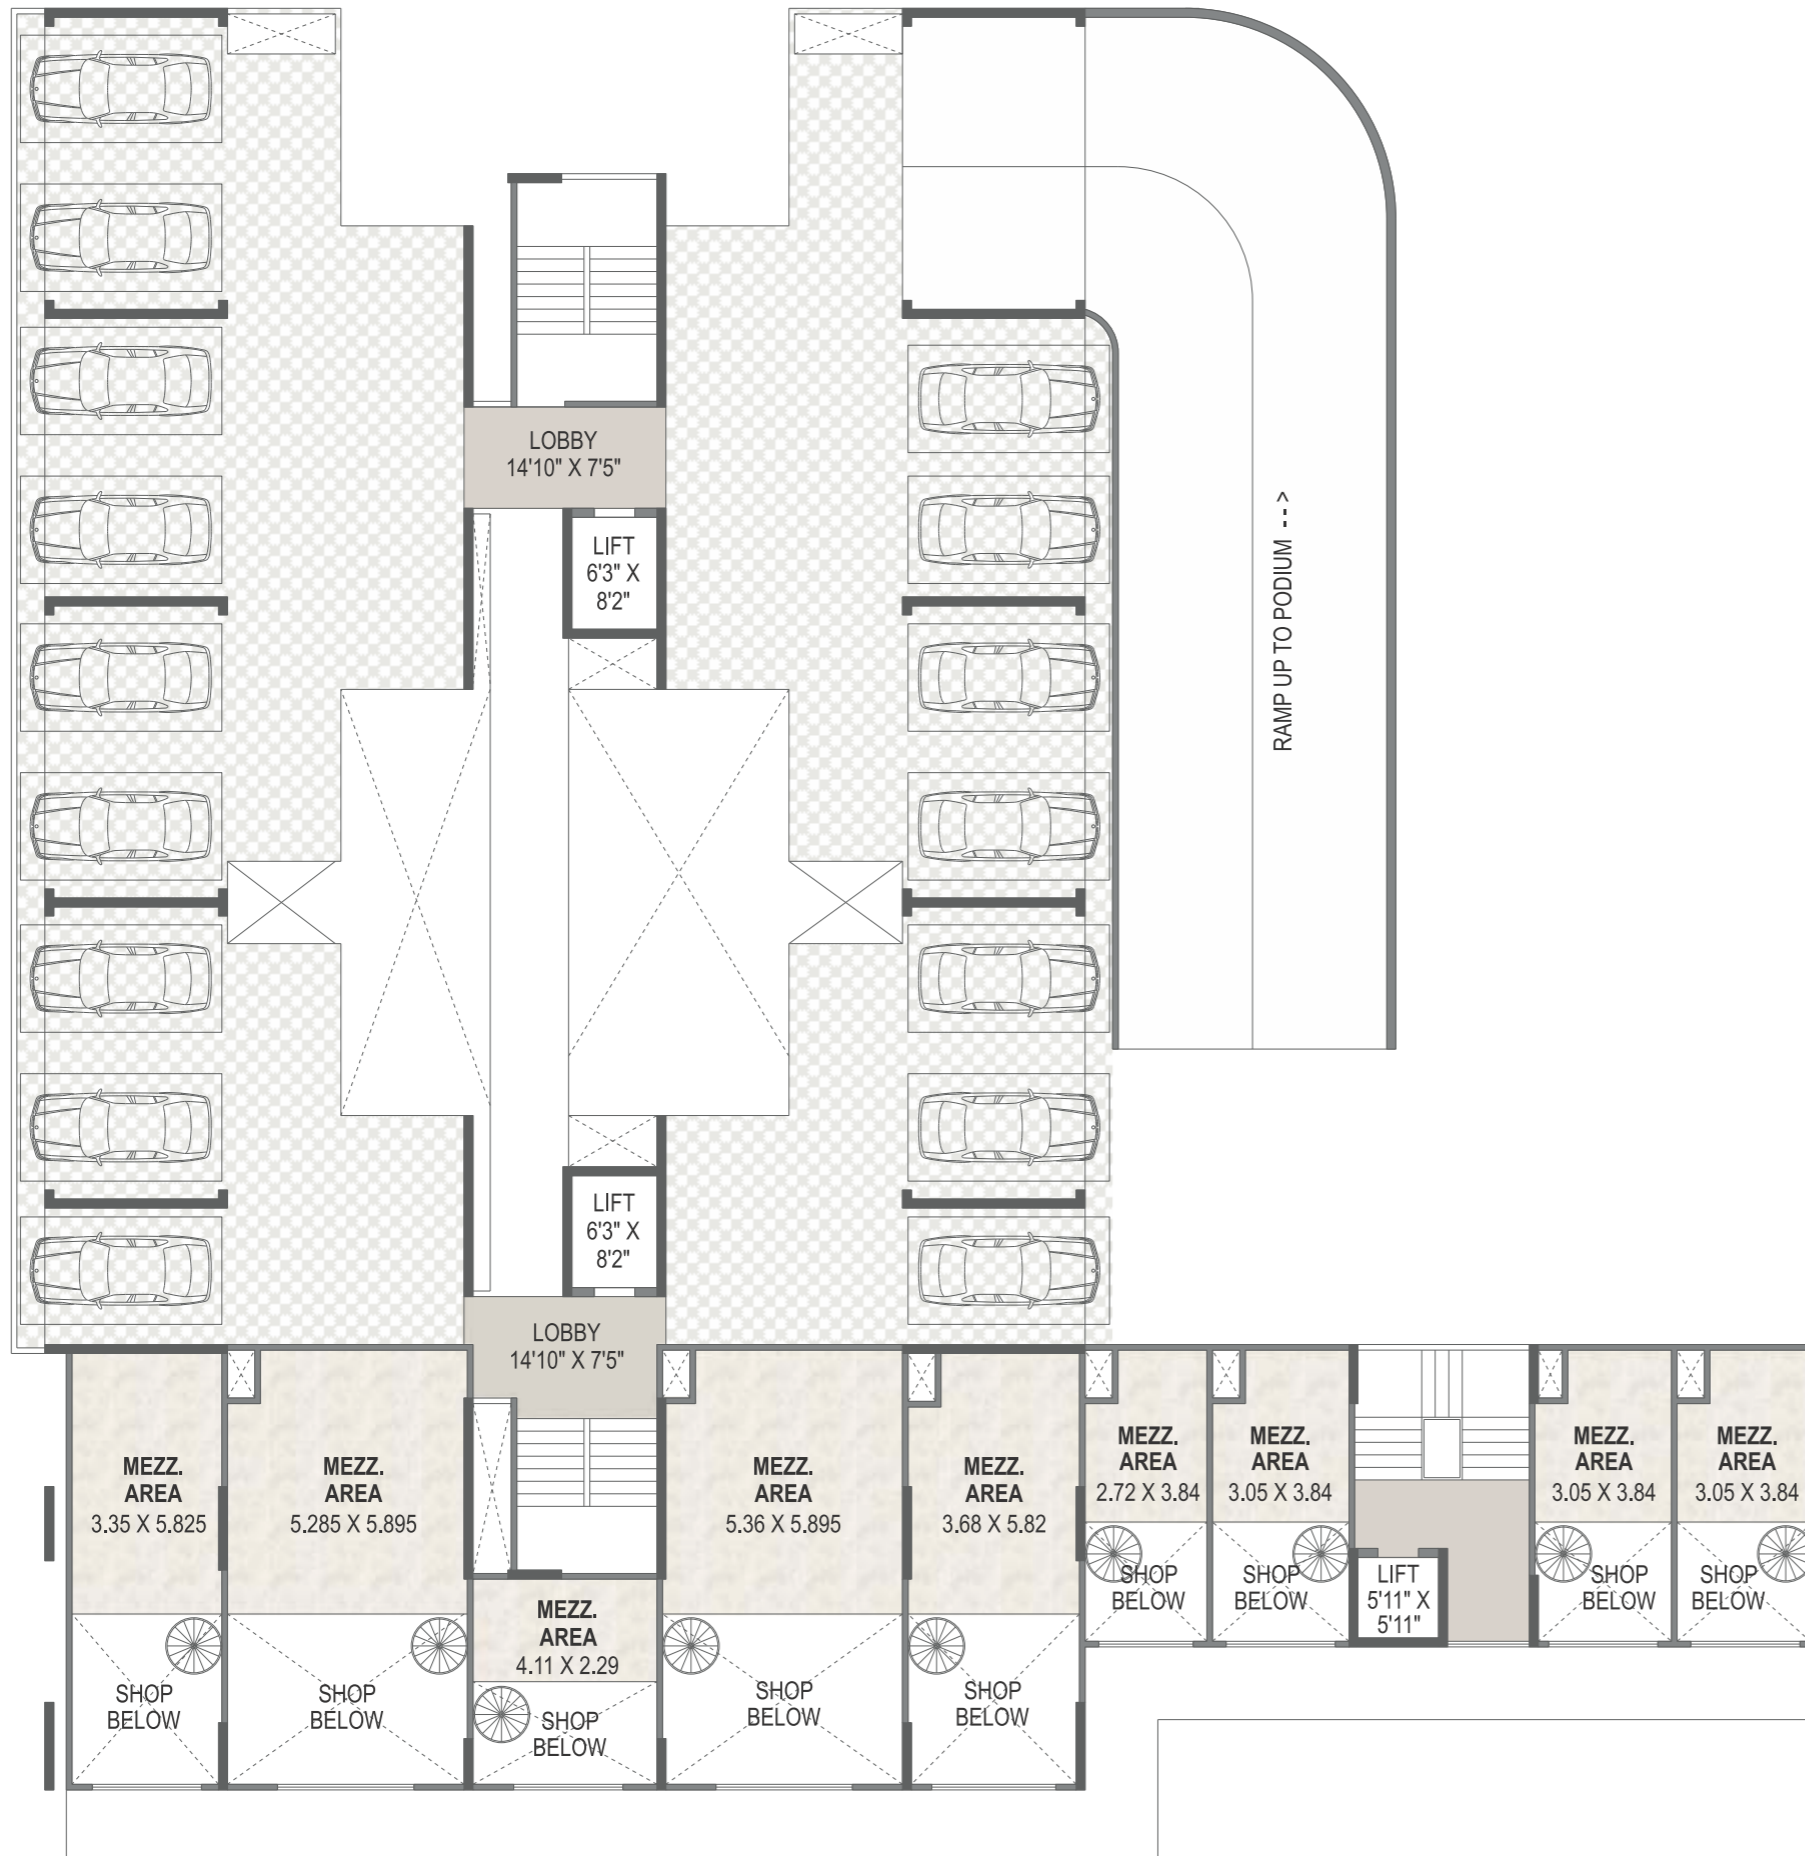 LOBBY
14'10" X 7'5"
LIFT
6'3" X
8'2"
RAMP UP TO PODIUM -->
LIFT
6'3" X
8'2"
LOBBY
14'10" X 7'5"
MEZZ.
AREA
3.35 X 5.825
MEZZ.
AREA
5.285 X 5.895
MEZZ.
AREA
5.36 X 5.895
MEZZ.
AREA
3.68 X 5.82
MEZZ.
AREA
2.72 X 3.84
MEZZ.
AREA
3.05 X 3.84
MEZZ.
AREA
3.05 X 3.84
MEZZ.
AREA
3.05 X 3.84
SHOP
BELOW
SHOP
BELOW
LIFT
5'11" X
5'11"
SHOP
BELOW
SHOP
BELOW
MEZZ.
AREA
4.11 X 2.29
SHOP
BELOW
SHOP
BELOW
SHOP
BELOW
SHOP
BELOW
SHOP
BELOW